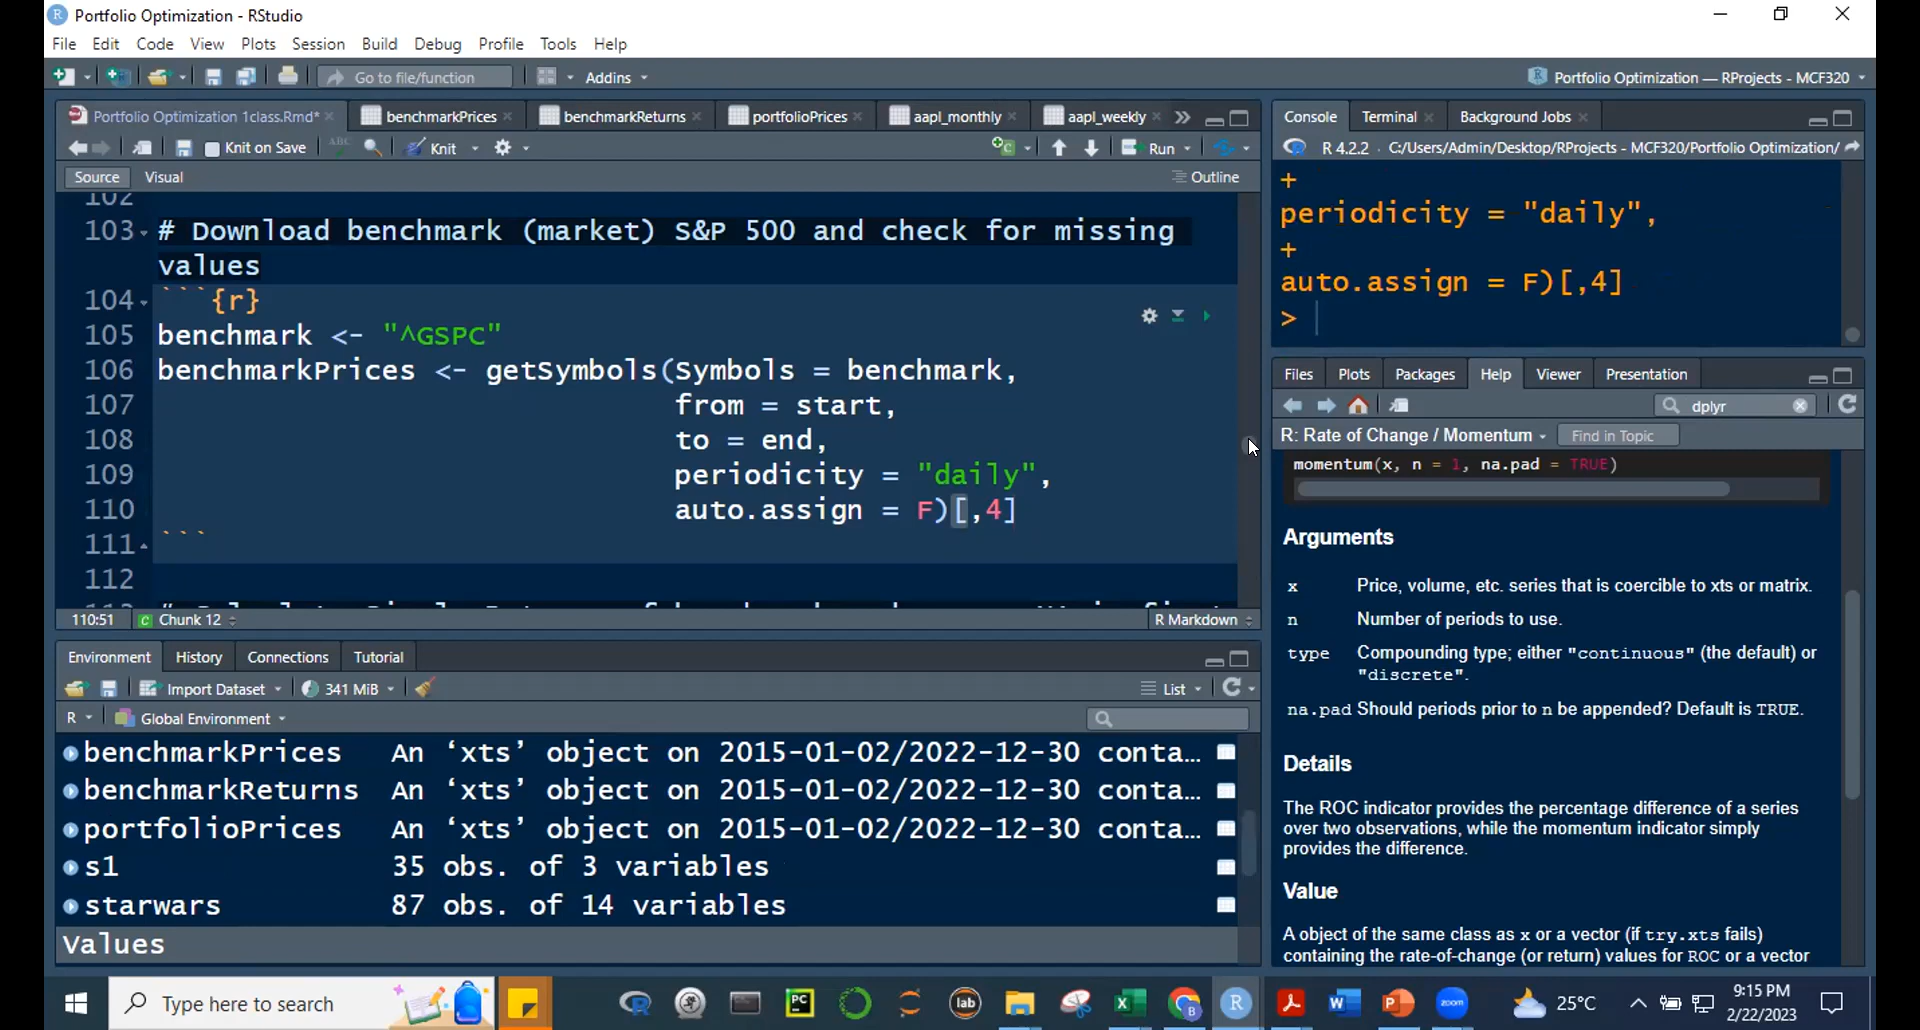 Portfolio Optimization - RStudio
File Edit Code View Plots Session Build Debug Profile Tools Help
Go to file/function Addins Portfolio Optimization — RProjects - MCF320
Portfolio Optimization 1class.Rmd* benchmarkPrices benchmarkReturns portfolioPrices aapl_monthly aapl_weekly
Knit on Save ABC Knit Run
Source Visual Outline
102
103 # Download benchmark (market) S&P 500 and check for missing
values
104 ```{r}
105 benchmark <- "^GSPC"
106 benchmarkPrices <- getSymbols(Symbols = benchmark,
107 from = start,
108 to = end,
109 periodicity = "daily",
110 auto.assign = F)[,4]
111 ```
112
110:51 Chunk 12 R Markdown
Environment History Connections Tutorial
Import Dataset 341 MiB List
R Global Environment
benchmarkPrices An ‘xts’ object on 2015-01-02/2022-12-30 conta…
benchmarkReturns An ‘xts’ object on 2015-01-02/2022-12-30 conta…
portfolioPrices An ‘xts’ object on 2015-01-02/2022-12-30 conta…
s1 35 obs. of 3 variables
starwars 87 obs. of 14 variables
Values
Console Terminal Background Jobs
R 4.2.2 · C:/Users/Admin/Desktop/RProjects - MCF320/Portfolio Optimization/
+
periodicity = "daily",
+
auto.assign = F)[,4]
>
Files Plots Packages Help Viewer Presentation
dplyr
R: Rate of Change / Momentum Find in Topic
momentum(x, n = 1, na.pad = TRUE)
Arguments
x Price, volume, etc. series that is coercible to xts or matrix.
n Number of periods to use.
type Compounding type; either "continuous" (the default) or
"discrete".
na.pad Should periods prior to n be appended? Default is TRUE.
Details
The ROC indicator provides the percentage difference of a series
over two observations, while the momentum indicator simply
provides the difference.
Value
A object of the same class as x or a vector (if try.xts fails)
containing the rate-of-change (or return) values for ROC or a vector
Type here to search PC lab R W P zoom 25°C 9:15 PM
2/22/2023